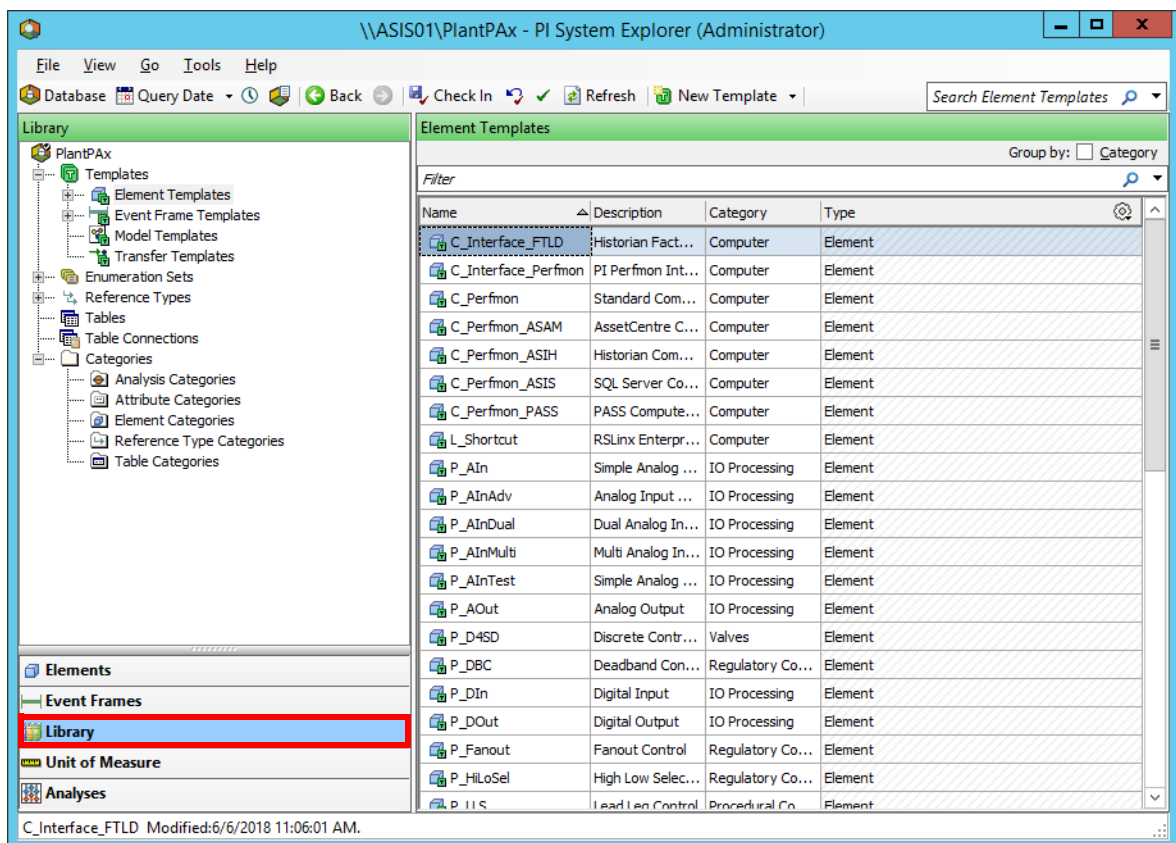 \\ASIS01\PlantPAx - PI System Explorer (Administrator)
File View Go Tools Help
Database Query Date Back Check In Refresh New Template Search Element Templates
Library
PlantPAx
Templates
Element Templates
Event Frame Templates
Model Templates
Transfer Templates
Enumeration Sets
Reference Types
Tables
Table Connections
Categories
Analysis Categories
Attribute Categories
Element Categories
Reference Type Categories
Table Categories
Elements
Event Frames
Library
Unit of Measure
Analyses
Element Templates
Group by: Category
Filter
Name Description Category Type
C_Interface_FTLD Historian Fact... Computer Element
C_Interface_Perfmon PI Perfmon Int... Computer Element
C_Perfmon Standard Com... Computer Element
C_Perfmon_ASAM AssetCentre C... Computer Element
C_Perfmon_ASIH Historian Com... Computer Element
C_Perfmon_ASIS SQL Server Co... Computer Element
C_Perfmon_PASS PASS Compute... Computer Element
L_Shortcut RSLinx Enterpr... Computer Element
P_AIn Simple Analog ... IO Processing Element
P_AInAdv Analog Input ... IO Processing Element
P_AInDual Dual Analog In... IO Processing Element
P_AInMulti Multi Analog In... IO Processing Element
P_AInTest Simple Analog ... IO Processing Element
P_AOut Analog Output IO Processing Element
P_D4SD Discrete Contr... Valves Element
P_DBC Deadband Con... Regulatory Co... Element
P_DIn Digital Input IO Processing Element
P_DOut Digital Output IO Processing Element
P_Fanout Fanout Control Regulatory Co... Element
P_HiLoSel High Low Selec... Regulatory Co... Element
Control Procedural Co... Element
C_Interface_FTLD Modified:6/6/2018 11:06:01 AM.